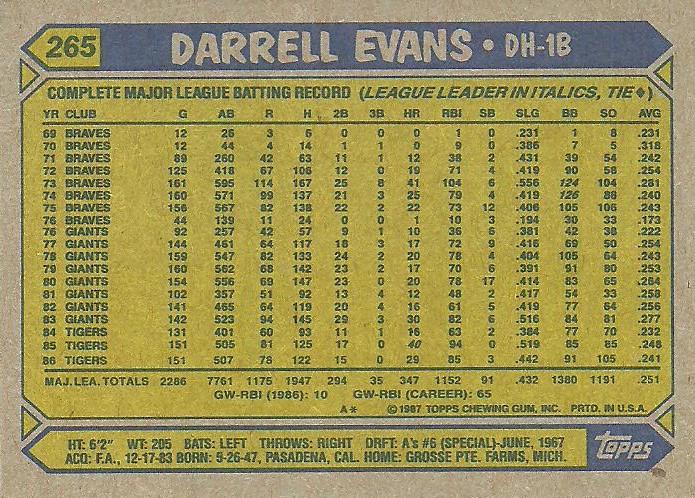 265 DARRELL EVANS • DH-1B
COMPLETE MAJOR LEAGUE BATTING RECORD (LEAGUE LEADER IN ITALICS, TIE♦)
YR CLUB G AB R H 2B 3B HR RBI SB SLG BB SO AVG
69 BRAVES 12 26 3 6 0 0 0 1 0 .231 1 8 .231
70 BRAVES 12 44 4 14 1 1 0 9 0 .386 7 5 .318
71 BRAVES 89 260 42 63 11 1 12 38 2 .431 39 54 .242
72 BRAVES 125 418 67 106 12 0 19 71 4 .419 90 58 .254
73 BRAVES 161 595 114 167 25 8 41 104 6 .556 124 104 .281
74 BRAVES 160 571 99 137 21 3 25 79 4 .419 126 88 .240
75 BRAVES 156 567 82 138 22 2 22 73 12 .406 105 106 .243
76 BRAVES 44 139 11 24 0 0 1 10 3 .194 30 33 .173
76 GIANTS 92 257 42 57 9 1 10 36 6 .381 42 38 .222
77 GIANTS 144 461 64 117 18 3 17 72 9 .416 69 50 .254
78 GIANTS 159 547 82 133 24 2 20 78 4 .404 105 64 .243
79 GIANTS 160 562 68 142 23 2 17 70 6 .391 91 80 .253
80 GIANTS 154 556 69 147 23 0 20 78 17 .414 83 65 .264
81 GIANTS 102 357 51 92 13 4 12 48 2 .417 54 33 .258
82 GIANTS 141 465 64 119 20 4 16 61 5 .419 77 64 .256
83 GIANTS 142 523 94 145 29 3 30 82 6 .516 84 81 .277
84 TIGERS 131 401 60 93 11 1 16 63 2 .384 77 70 .232
85 TIGERS 151 505 81 125 17 0 40 94 0 .519 85 85 .248
86 TIGERS 151 507 78 122 15 0 29 85 3 .442 91 105 .241
MAJ. LEA. TOTALS 2286 7761 1175 1947 294 35 347 1152 91 .432 1380 1191 .251
GW-RBI (1986): 10 GW-RBI (CAREER): 65
A* © 1987 TOPPS CHEWING GUM, INC. PRTD. IN U.S.A.
HT: 6'2" WT: 205 BATS: LEFT THROWS: RIGHT DRFT: A's #6 (SPECIAL)-JUNE, 1967
ACQ: F.A., 12-17-83 BORN: 5-26-47, PASADENA, CAL. HOME: GROSSE PTE. FARMS, MICH.
TOPPS